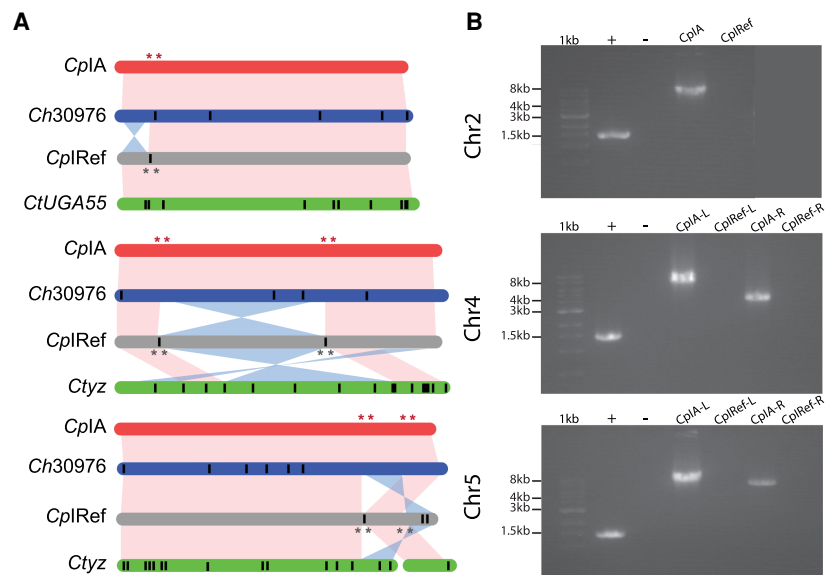 A
CpIA
* *
Ch30976
CpIRef
* *
CtUGA55
CpIA
* * * *
Ch30976
CpIRef
* * * *
Ctyz
CpIA
* * * *
Ch30976
CpIRef
* * * *
Ctyz
B
1kb + - CpIA CpIRef
Chr2
8kb
4kb
3kb
1.5kb
1kb + - CpIA-L CpIRef-L CpIA-R CpIRef-R
Chr4
8kb
4kb
3kb
1.5kb
1kb + - CpIA-L CpIRef-L CpIA-R CpIRef-R
Chr5
8kb
4kb
3kb
1.5kb